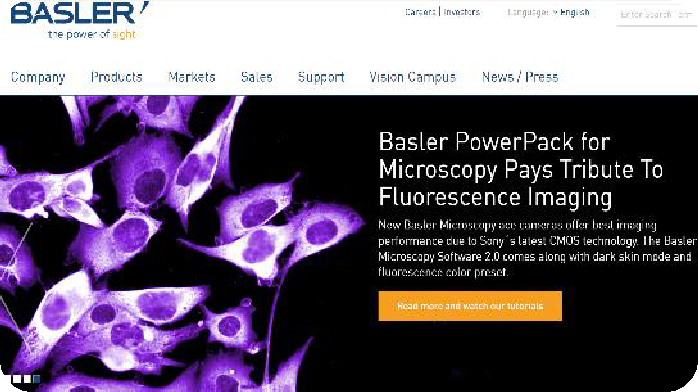 BASLER
the power of sight
Careers | Investors
Language: English
Enter Search
Company Products Markets Sales Support Vision Campus News / Press
Basler PowerPack for
Microscopy Pays Tribute To
Fluorescence Imaging
New Basler Microscopy ace cameras offer best imaging
performance due to Sony´s latest CMOS technology. The Basler
Microscopy Software 2.0 comes along with dark skin mode and
fluorescence color preset.
Read more and watch our tutorials